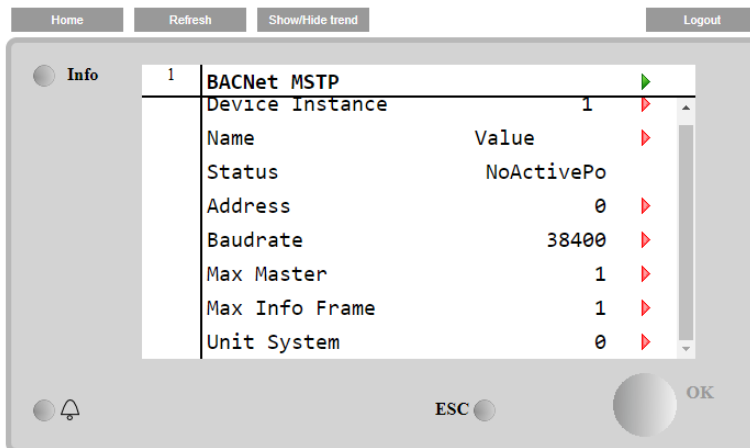 Home Refresh Show/Hide trend Logout
Info 1 BACNet MSTP
Device Instance 1
Name Value
Status NoActivePo
Address 0
Baudrate 38400
Max Master 1
Max Info Frame 1
Unit System 0
ESC OK